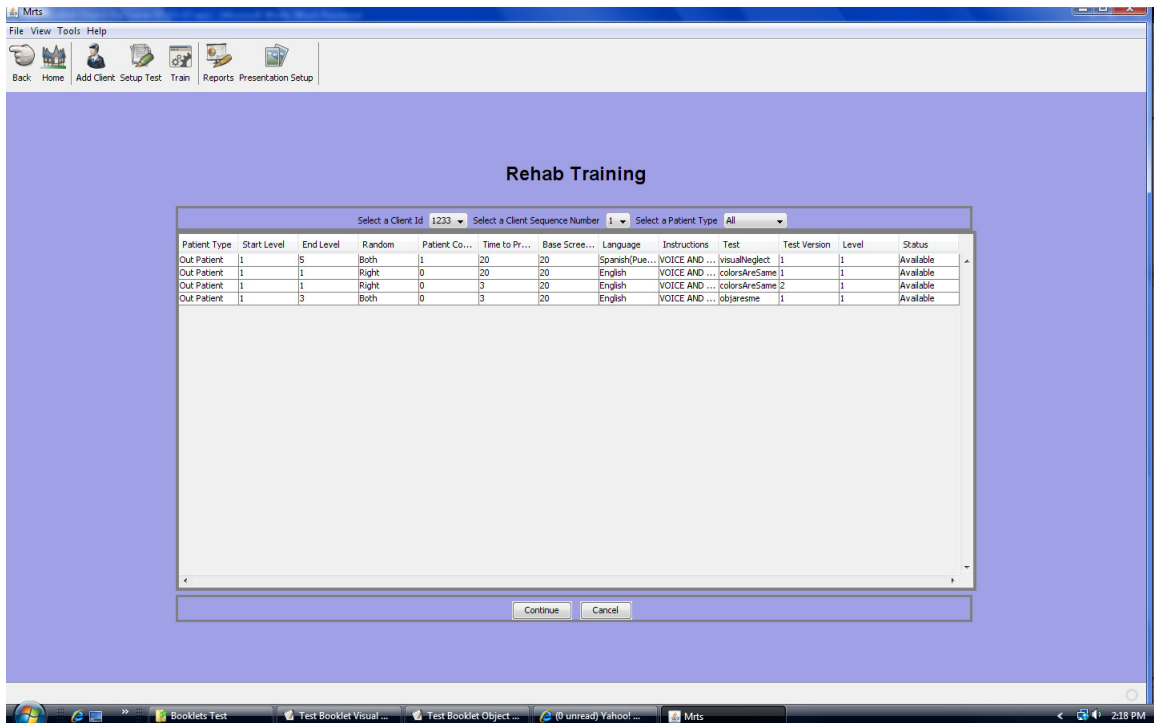 Mrts
File View Tools Help
Back Home Add Client Setup Test Train Reports Presentation Setup
Rehab Training
Select a Client Id 1233 Select a Client Sequence Number 1 Select a Patient Type All
Patient Type Start Level End Level Random Patient Co... Time to Pr... Base Scree... Language Instructions Test Test Version Level Status
Out Patient 1 5 Both 1 20 20 Spanish(Pue... VOICE AND ... visualNeglect 1 1 Available
Out Patient 1 1 Right 0 20 20 English VOICE AND ... colorsAreSame 1 1 Available
Out Patient 1 1 Right 0 3 20 English VOICE AND ... colorsAreSame 2 1 Available
Out Patient 1 3 Both 0 3 20 English VOICE AND ... objaresme 1 1 Available
Continue Cancel
Booklets Test Test Booklet Visual ... Test Booklet Object ... (0 unread) Yahoo! ... Mrts 2:18 PM